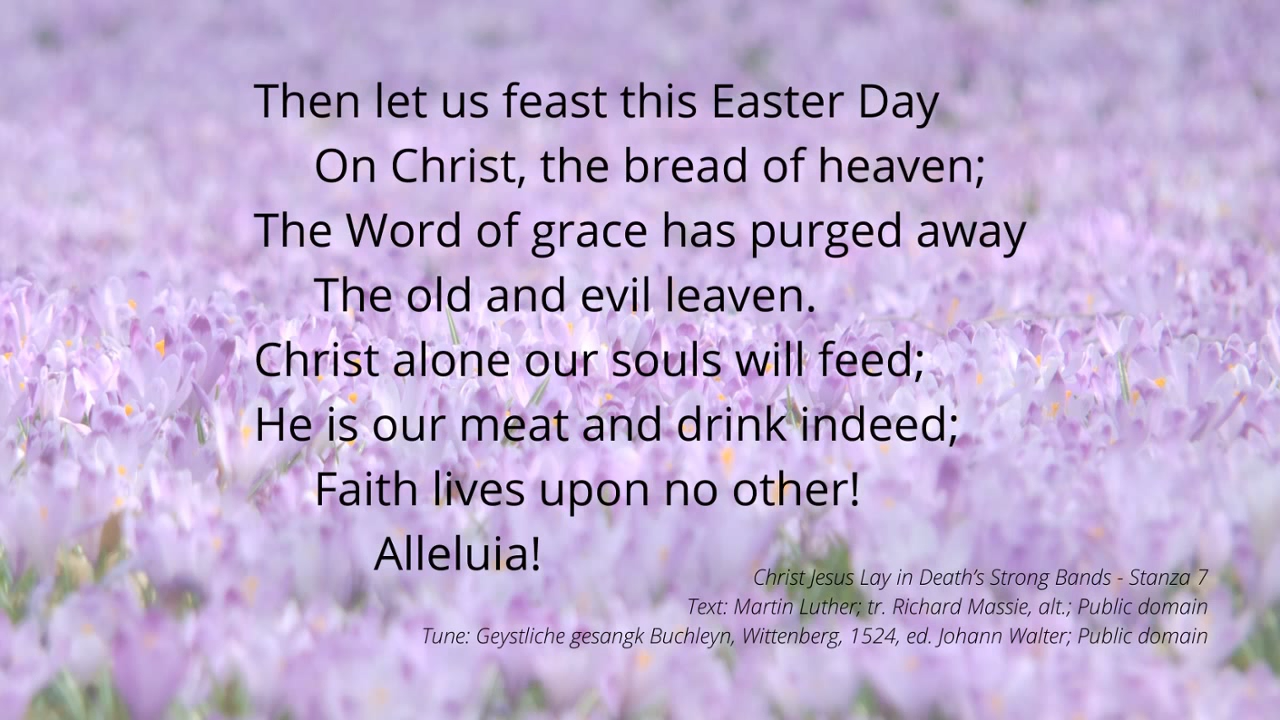 Then let us feast this Easter Day
On Christ, the bread of heaven;
The Word of grace has purged away
The old and evil leaven.
Christ alone our souls will feed;
He is our meat and drink indeed;
Faith lives upon no other!
Alleluia!
Christ Jesus Lay in Death’s Strong Bands - Stanza 7
Text: Martin Luther; tr. Richard Massie, alt.; Public domain
Tune: Geystliche gesangk Buchleyn, Wittenberg, 1524, ed. Johann Walter; Public domain